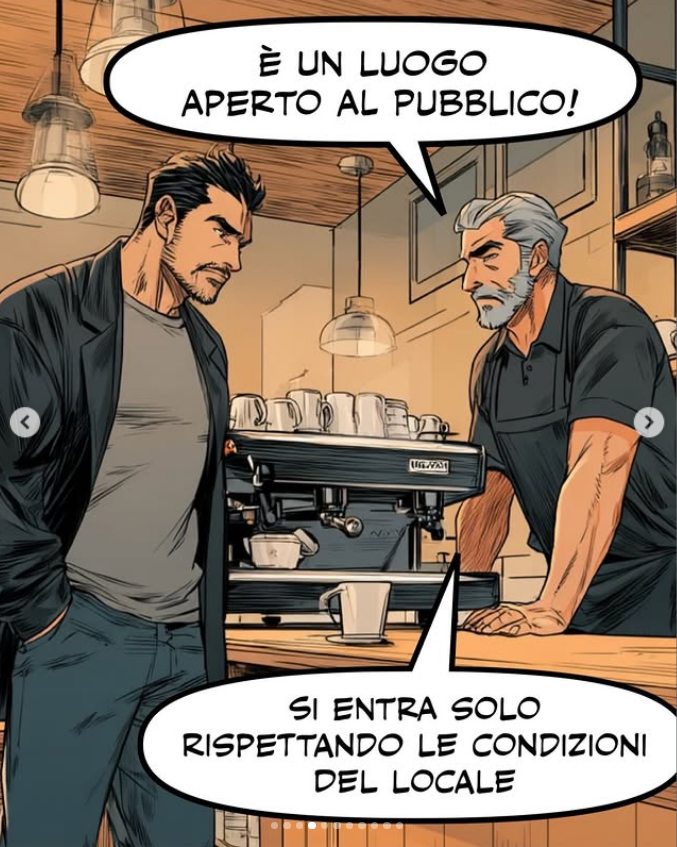 È UN LUOGO
APERTO AL PUBBLICO!
SI ENTRA SOLO
RISPETTANDO LE CONDIZIONI
DEL LOCALE